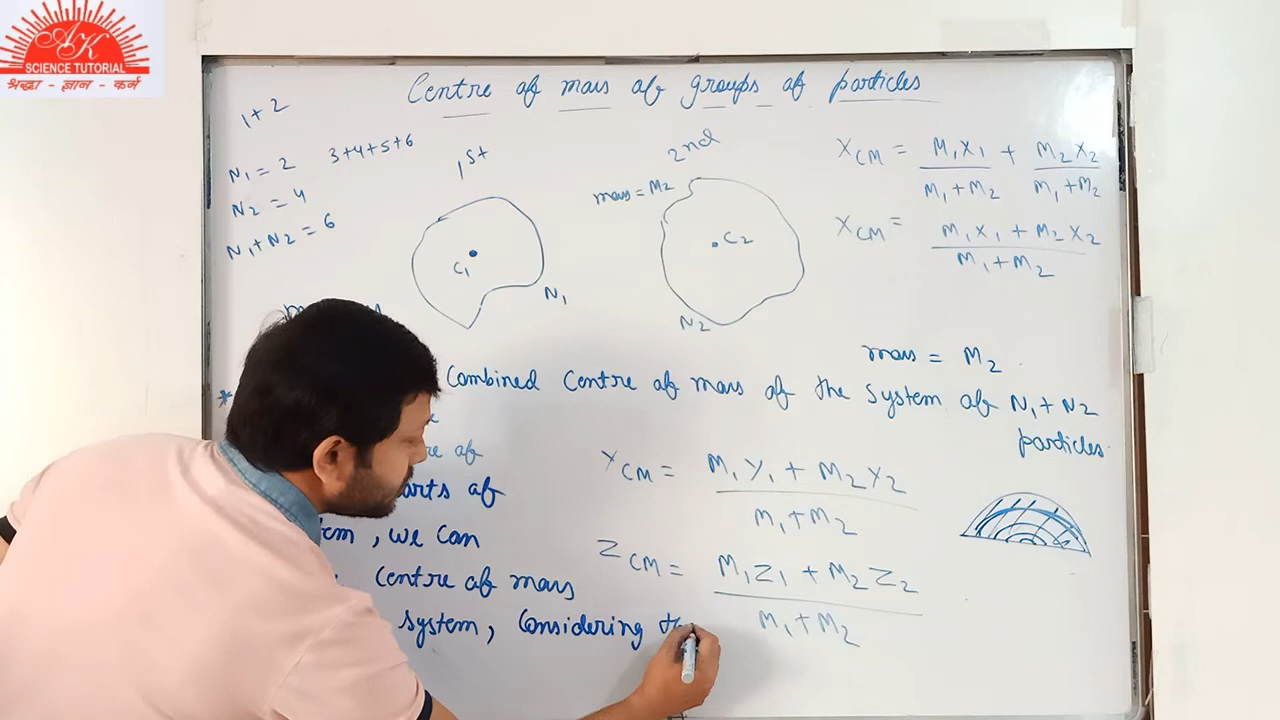 AK
SCIENCE TUTORIAL
श्रद्धा - ज्ञान - कर्म
Centre of mass of groups of particles
1+2
N1 = 2 3+4+5+6
N2 = 4
N1+N2 = 6
1st
C1
N1
2nd
mass = M2
C2
N2
XCM = M1X1 / M1+M2 + M2X2 / M1+M2
XCM = M1X1 + M2X2 / M1+M2
mass = M2
* Combined Centre of mass of the System of N1+N2
particles
of
arts of
tem, we can
Centre of mass
system, Considering th
YCM = M1Y1 + M2Y2 / M1+M2
ZCM = M1Z1 + M2Z2 / M1+M2